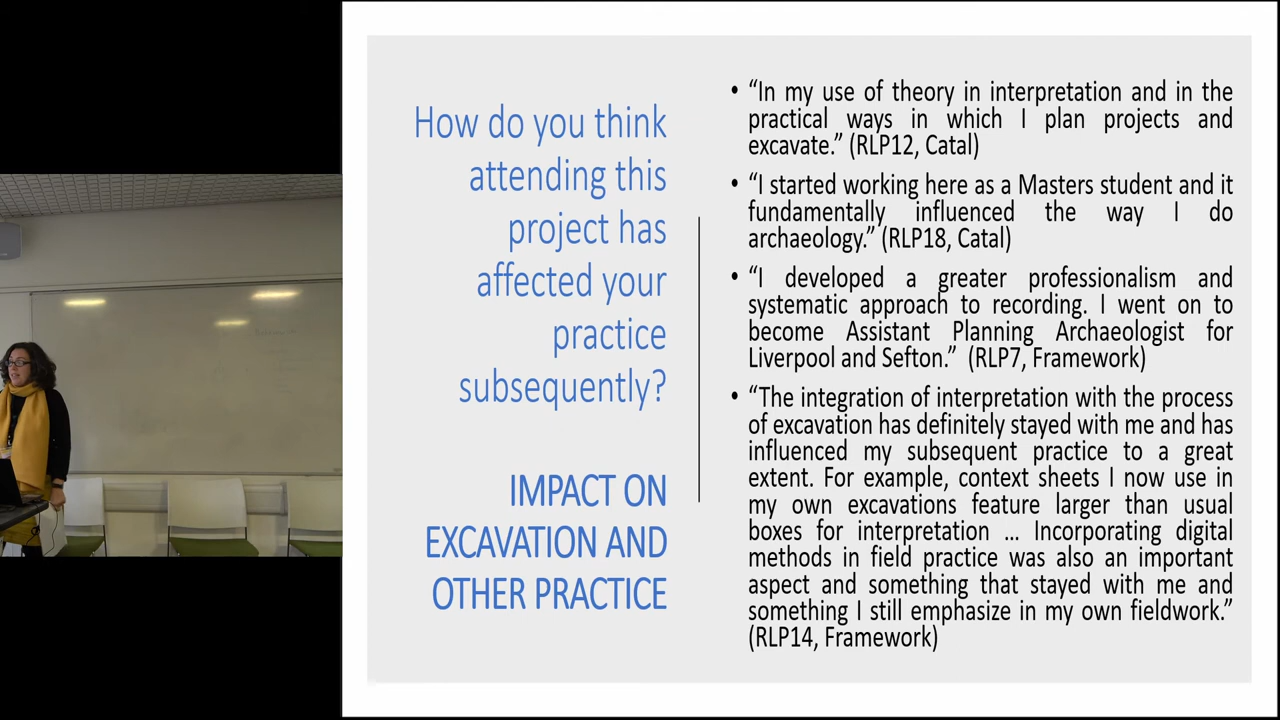 How do you think
attending this
project has
affected your
practice
subsequently?
IMPACT ON
EXCAVATION AND
OTHER PRACTICE
• “In my use of theory in interpretation and in the
practical ways in which I plan projects and
excavate.” (RLP12, Catal)
• “I started working here as a Masters student and it
fundamentally influenced the way I do
archaeology.” (RLP18, Catal)
• “I developed a greater professionalism and
systematic approach to recording. I went on to
become Assistant Planning Archaeologist for
Liverpool and Sefton.” (RLP7, Framework)
• “The integration of interpretation with the process
of excavation has definitely stayed with me and has
influenced my subsequent practice to a great
extent. For example, context sheets I now use in
my own excavations feature larger than usual
boxes for interpretation ... Incorporating digital
methods in field practice was also an important
aspect and something that stayed with me and
something I still emphasize in my own fieldwork.”
(RLP14, Framework)